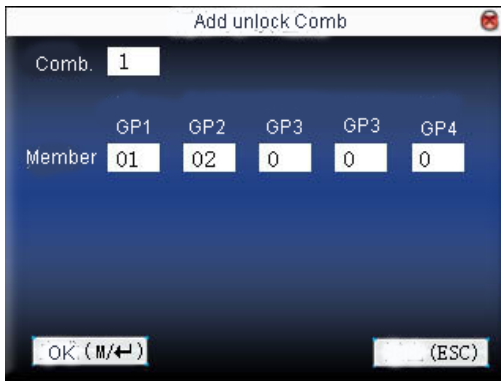 Add unlock Comb
Comb. 1
GP1 GP2 GP3 GP3 GP4
Member 01 02 0 0 0
OK (M/↵) (ESC)